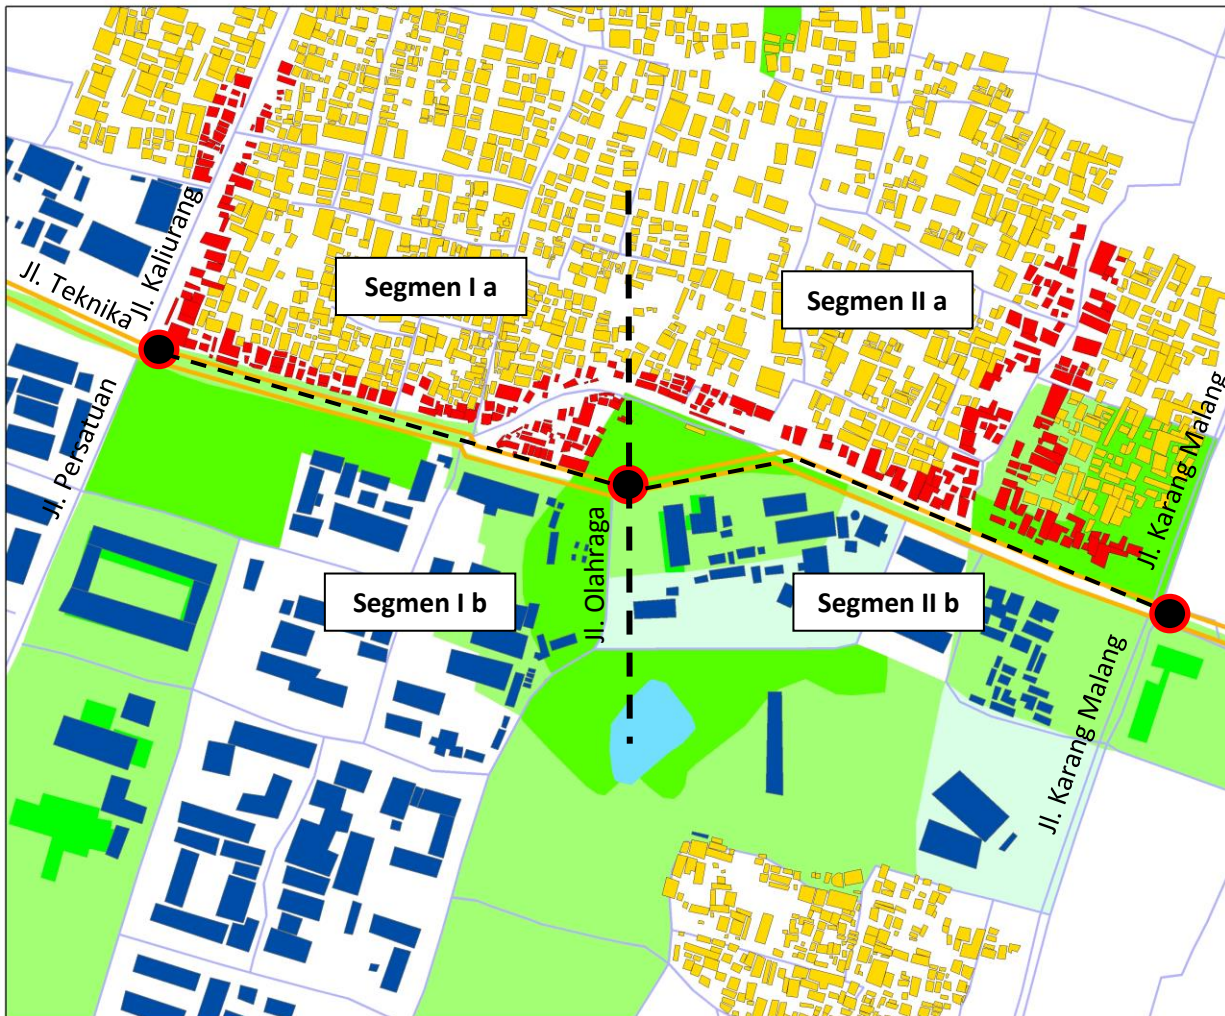 Jl. Teknika
Jl. Kaliurang
Segmen I a
Segmen II a
Jl. Persatuan
Jl. Karang Malang
Jl. Olahraga
Segmen I b
Segmen II b
Jl. Karang Malang